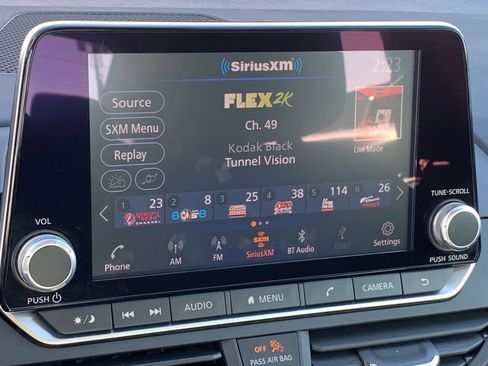 SiriusXM
2:23
Source
FLEX2K
SXM Menu
Ch. 49
Kodak Black
Replay
Tunnel Vision
Live Mode
1 23 2 8 3 25 4 38 5 114 6 26
CHANNEL
VOL
TUNE•SCROLL
Phone
AM
FM
sxm
SiriusXM
BT Audio
USB1
Settings
PUSH
PUSH SOUND
AUDIO
MENU
CAMERA
OFF
PASS AIR BAG